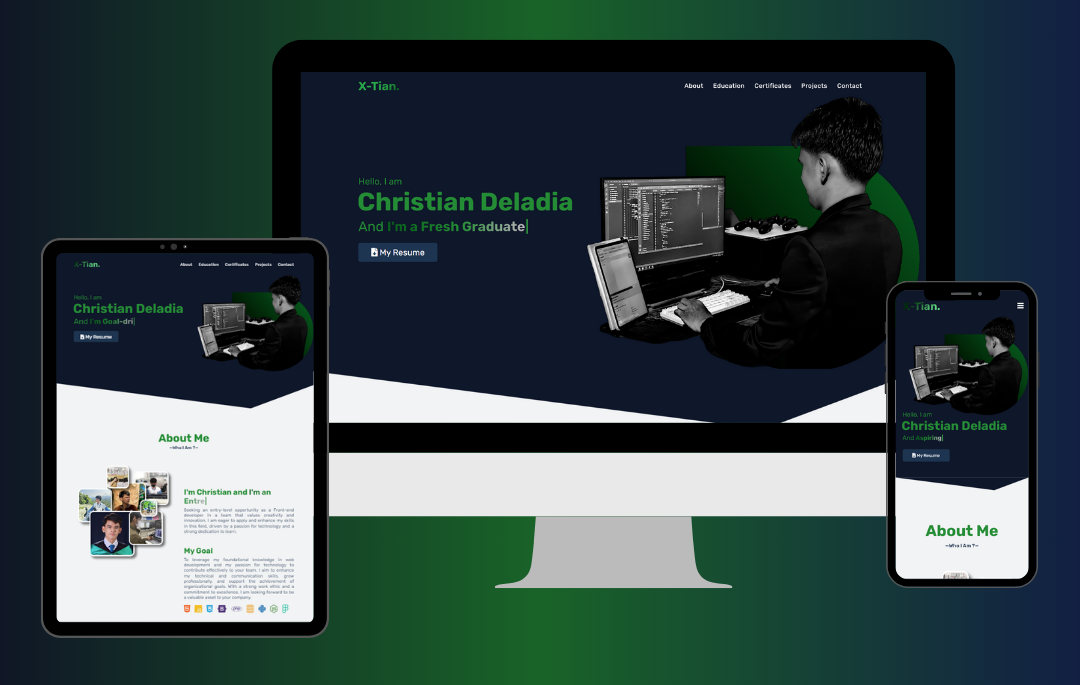 X-Tian.
About Education Certificates Projects Contact
Hello, I am
Christian Deladia
And I'm a Fresh Graduate
My Resume
X-Tian.
About Education Certificates Projects Contact
Hello, I am
Christian Deladia
And I'm Goal-dri
My Resume
About Me
~Who I Am ?~
I'm Christian and I'm an
Entre
Seeking an entry-level opportunity as a Front-end
developer in a team that values creativity and
innovation. I am eager to apply and enhance my skills
in this field, driven by a passion for technology and a
strong dedication to learn.
My Goal
To leverage my foundational knowledge in web
development and my passion for technology, to
contribute effectively to your team. I aim to enhance
my technical and communication skills, grow
professionally, and support the achievement of
organizational goals. With a strong work ethic and a
commitment to excellence, I am looking forward to be
a valuable asset to your company.
X-Tian.
Hello, I am
Christian Deladia
And Aspiring
My Resume
About Me
~Who I Am ?~